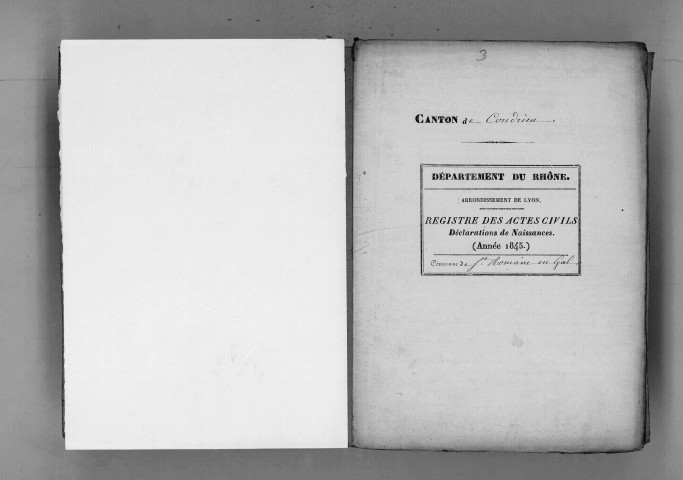 3
CANTON de Condrieu.
DÉPARTEMENT DU RHÔNE.
ARRONDISSEMENT DE LYON.
REGISTRE DES ACTES CIVILS
Déclarations de Naissances.
(Année 1845.)
Commune de St. Romain en Gal